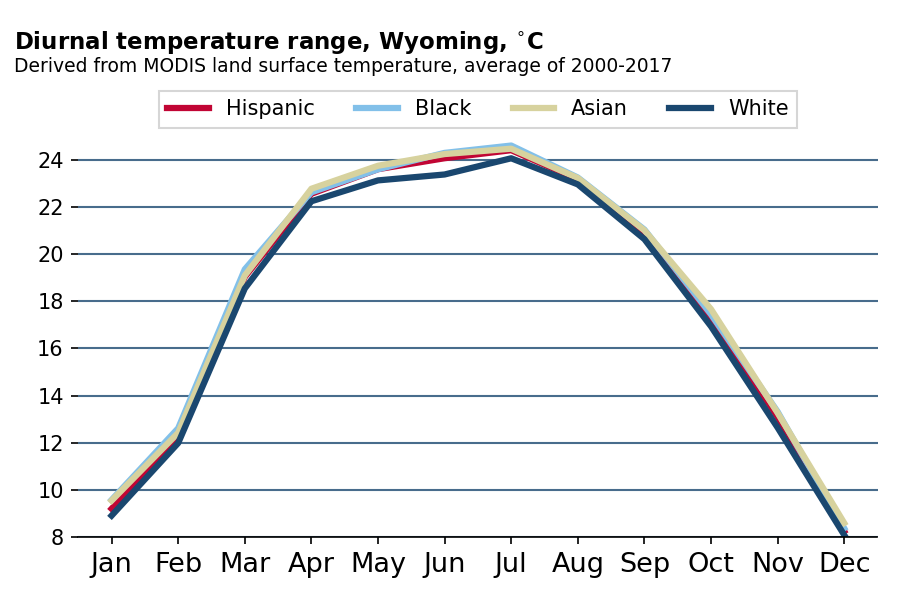 Diurnal temperature range, Wyoming, °C
Derived from MODIS land surface temperature, average of 2000-2017
Hispanic Black Asian White
24
22
20
18
16
14
12
10
8
Jan Feb Mar Apr May Jun Jul Aug Sep Oct Nov Dec